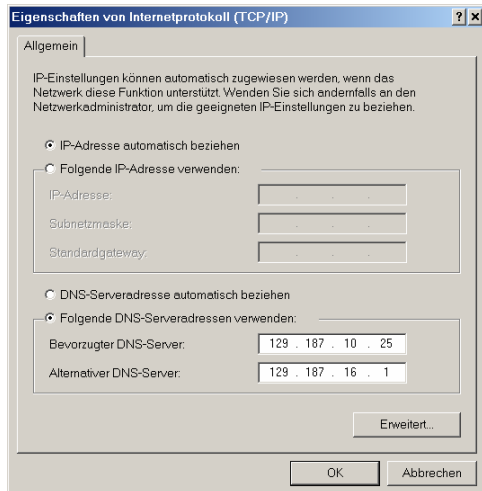 Eigenschaften von Internetprotokoll (TCP/IP)
Allgemein
IP-Einstellungen können automatisch zugewiesen werden, wenn das
Netzwerk diese Funktion unterstützt. Wenden Sie sich andernfalls an den
Netzwerkadministrator, um die geeigneten IP-Einstellungen zu beziehen.
IP-Adresse automatisch beziehen
Folgende IP-Adresse verwenden:
IP-Adresse:
Subnetzmaske:
Standardgateway:
DNS-Serveradresse automatisch beziehen
Folgende DNS-Serveradressen verwenden:
Bevorzugter DNS-Server: 129 . 187 . 10 . 25
Alternativer DNS-Server: 129 . 187 . 16 . 1
Erweitert...
OK Abbrechen